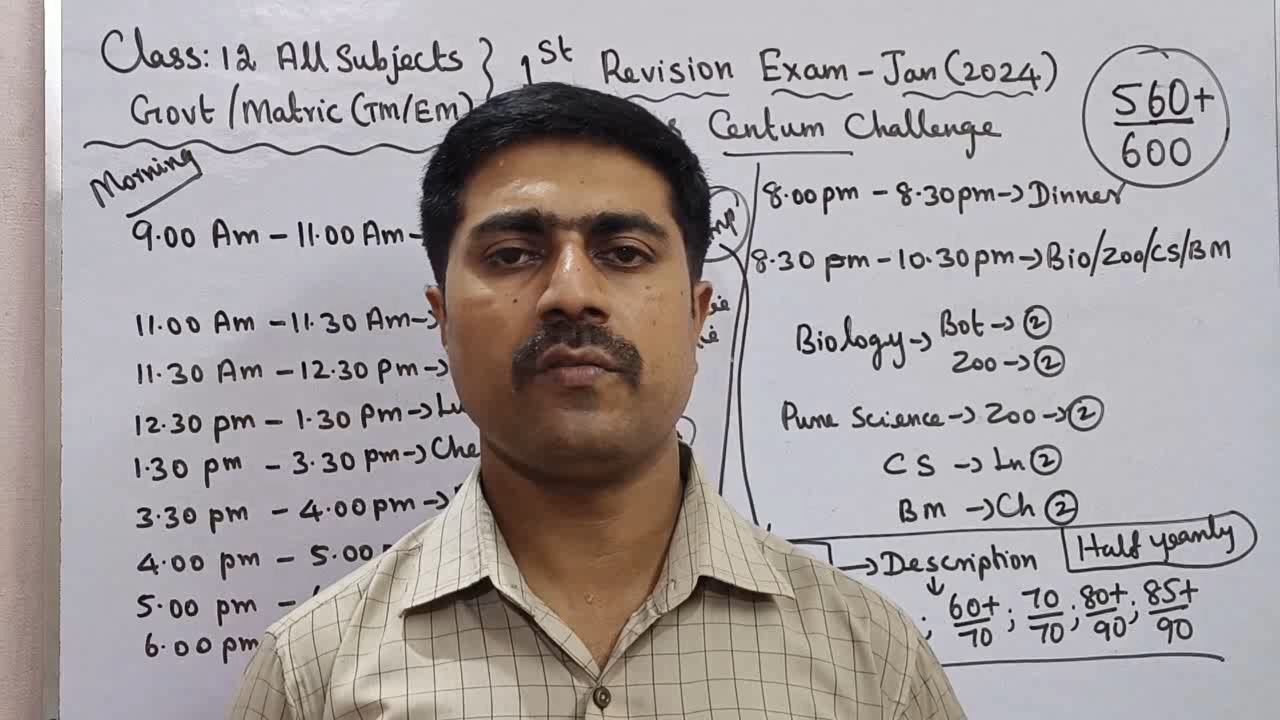 Class: 12 All Subjects } 1st Revision Exam - Jan (2024)
Govt / Matric (TM/EM)
Centum Challenge
560+
600
Morning
9.00 Am - 11.00 Am -
11.00 Am - 11.30 Am →
11.30 Am - 12.30 pm →
12.30 pm - 1.30 pm →
1.30 pm - 3.30 pm → Che
3.30 pm - 4.00 pm →
4.00 pm - 5.00
5.00 pm -
6.00 pm
8.00 pm - 8.30 pm → Dinner
8.30 pm - 10.30 pm → Bio/Zoo/CS/BM
Biology → Bot → 2
Zoo → 2
Pure Science → Zoo → 2
CS → Ln 2
BM → Ch 2
→ Description
Half yearly
; 60+/70 ; 70/70 ; 80+/90 ; 85+/90